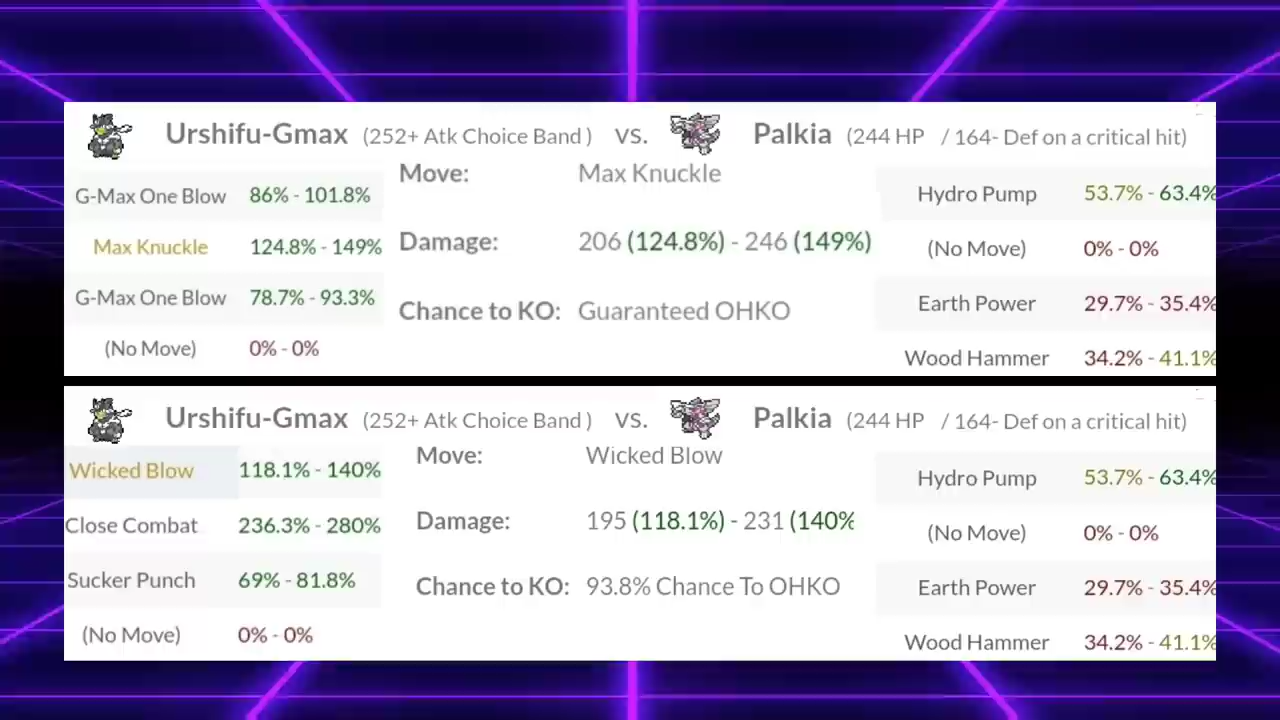 Urshifu-Gmax (252+ Atk Choice Band ) vs. Palkia (244 HP / 164- Def on a critical hit)
G-Max One Blow 86% - 101.8%
Max Knuckle 124.8% - 149%
G-Max One Blow 78.7% - 93.3%
(No Move) 0% - 0%
Move: Max Knuckle
Damage: 206 (124.8%) - 246 (149%)
Chance to KO: Guaranteed OHKO
Hydro Pump 53.7% - 63.4%
(No Move) 0% - 0%
Earth Power 29.7% - 35.4%
Wood Hammer 34.2% - 41.1%
Urshifu-Gmax (252+ Atk Choice Band ) vs. Palkia (244 HP / 164- Def on a critical hit)
Wicked Blow 118.1% - 140%
Close Combat 236.3% - 280%
Sucker Punch 69% - 81.8%
(No Move) 0% - 0%
Move: Wicked Blow
Damage: 195 (118.1%) - 231 (140%
Chance to KO: 93.8% Chance To OHKO
Hydro Pump 53.7% - 63.4%
(No Move) 0% - 0%
Earth Power 29.7% - 35.4%
Wood Hammer 34.2% - 41.1%